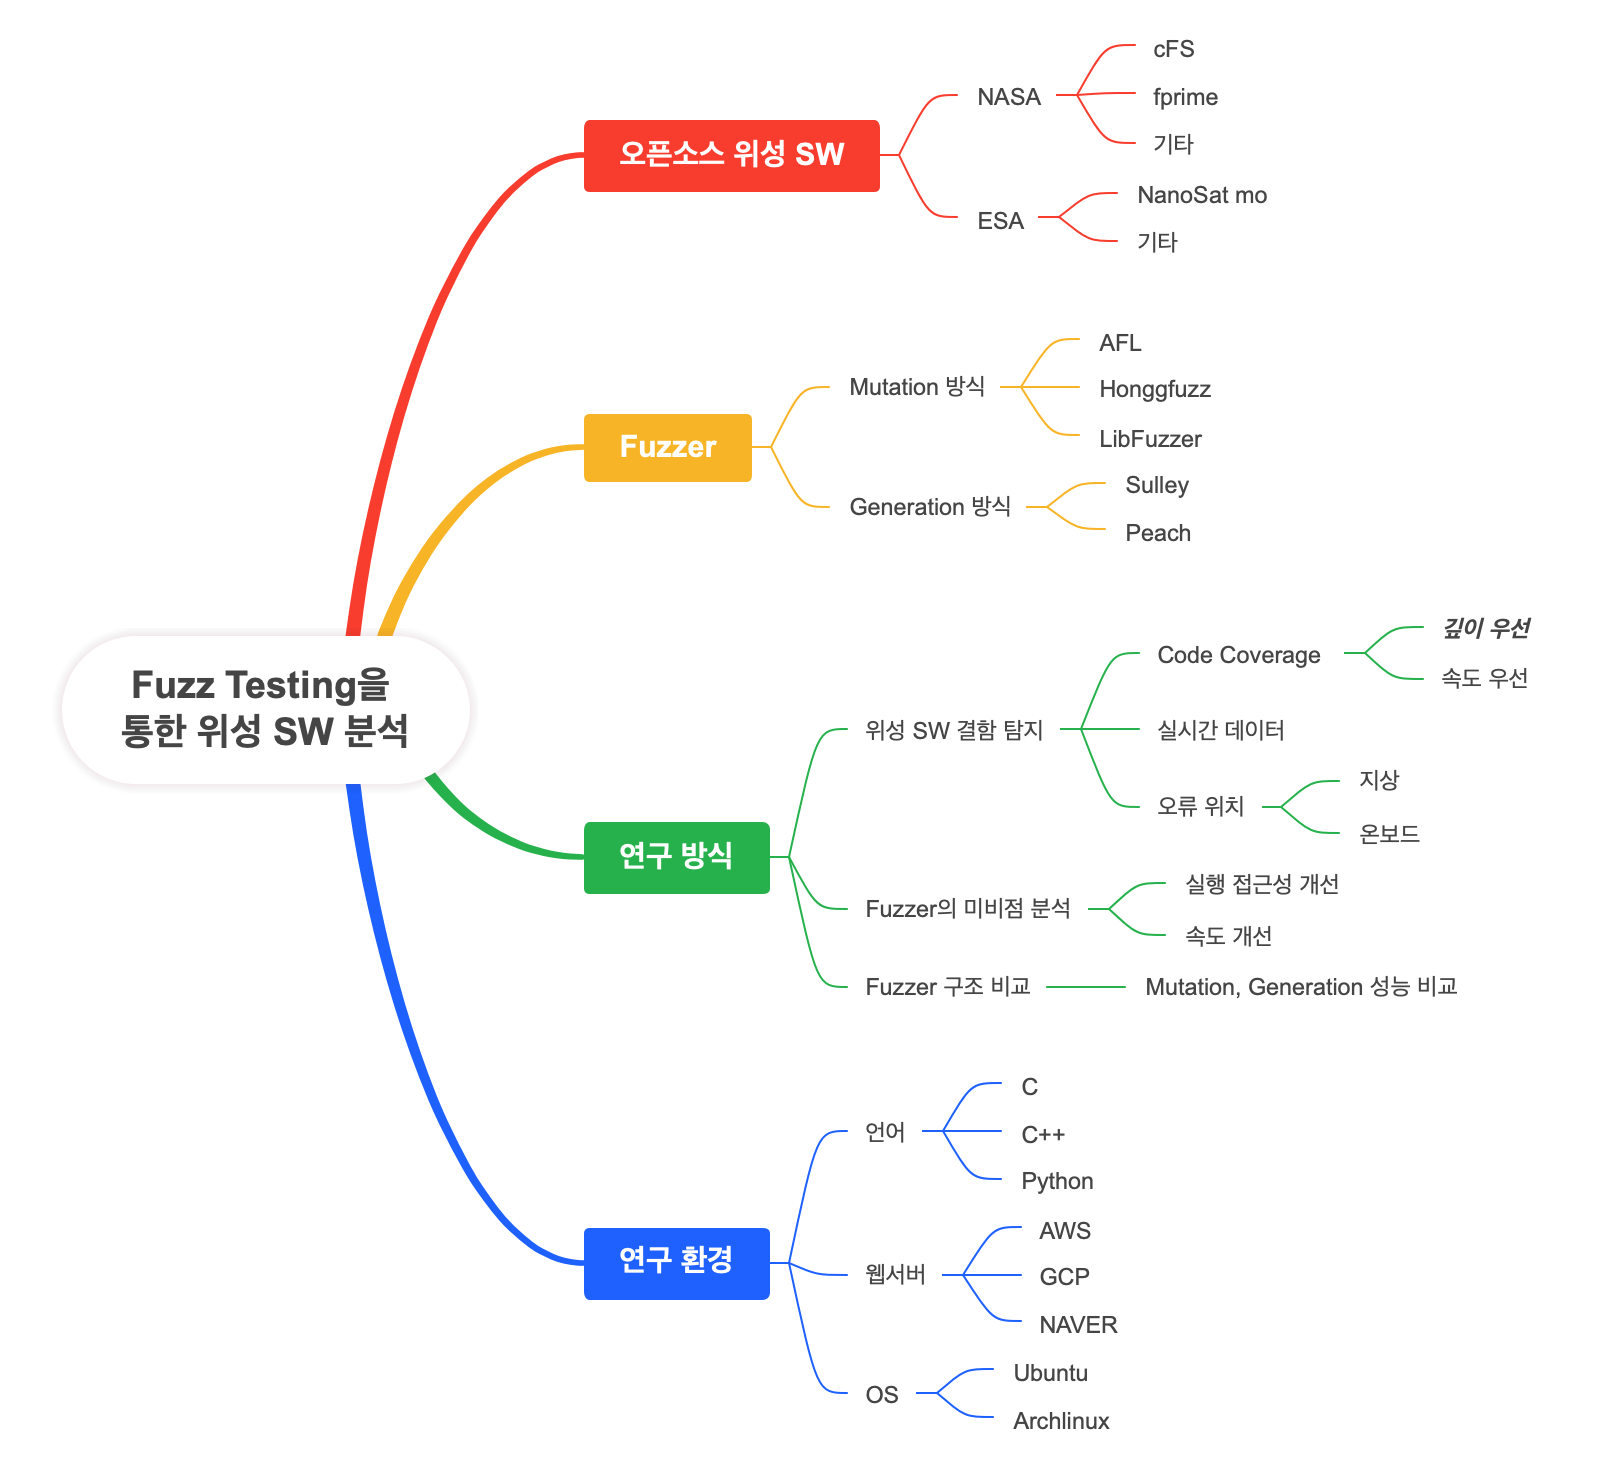 Fuzz Testing을
통한 위성 SW 분석
오픈소스 위성 SW
NASA
cFS
fprime
기타
ESA
NanoSat mo
기타
Fuzzer
Mutation 방식
AFL
Honggfuzz
LibFuzzer
Generation 방식
Sulley
Peach
연구 방식
위성 SW 결함 탐지
Code Coverage
깊이 우선
속도 우선
실시간 데이터
오류 위치
지상
온보드
Fuzzer의 미비점 분석
실행 접근성 개선
속도 개선
Fuzzer 구조 비교
Mutation, Generation 성능 비교
연구 환경
언어
C
C++
Python
웹서버
AWS
GCP
NAVER
OS
Ubuntu
Archlinux